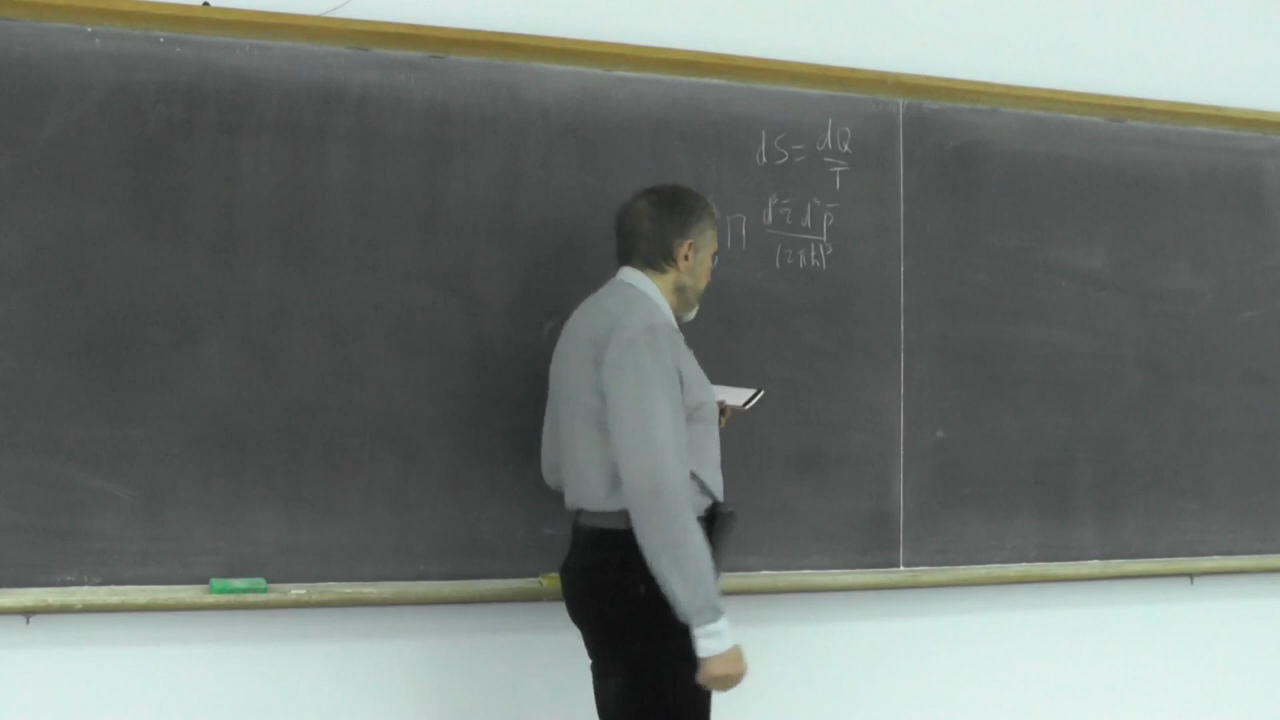 dS = dQ/T
∏ d³r̄ d³p̄/(2πħ)³